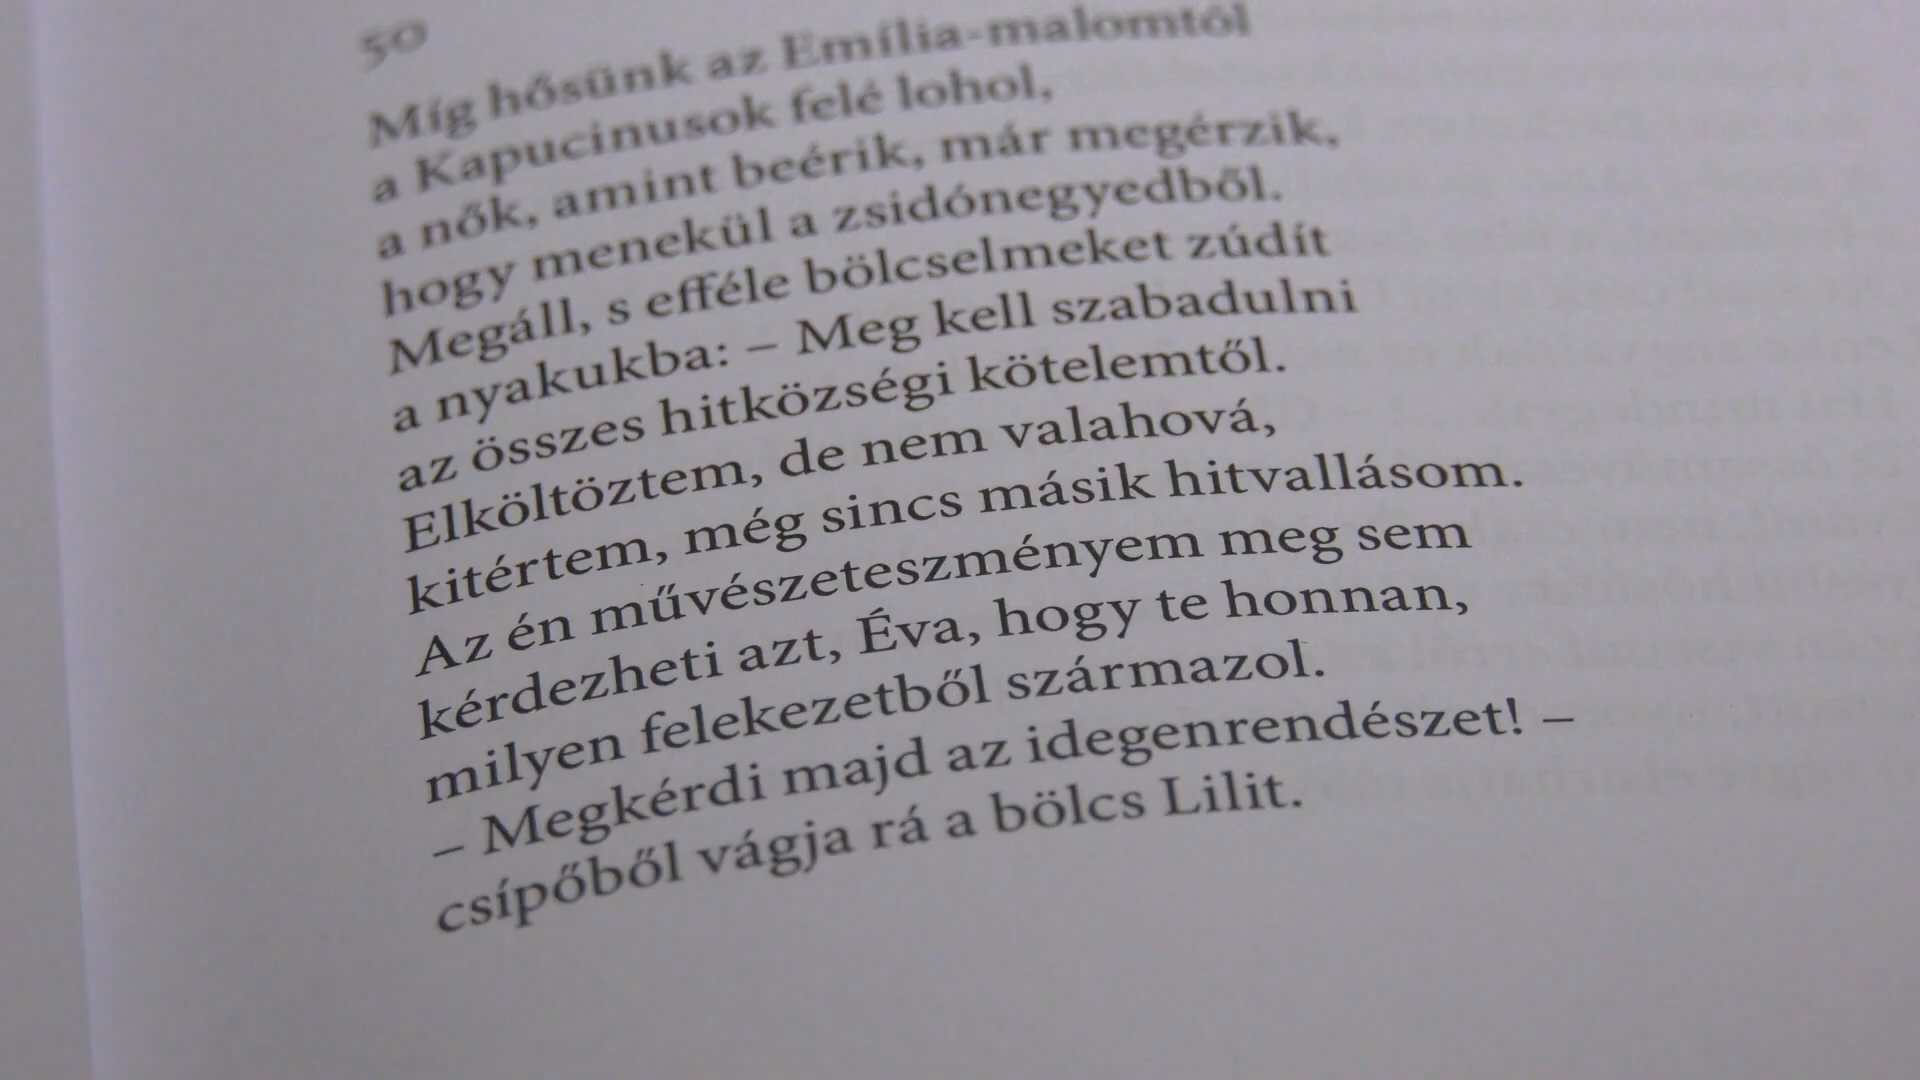 50
Míg hősünk az Emília-malomtól
a Kapucinusok felé lohol,
a nők, amint beérik, már megérzik,
hogy menekül a zsidónegyedből.
Megáll, s efféle bölcselmeket zúdít
a nyakukba: – Meg kell szabadulni
az összes hitközségi kötelemtől.
Elköltöztem, de nem valahová,
kitértem, még sincs másik hitvallásom.
Az én művészeteszményem meg sem
kérdezheti azt, Éva, hogy te honnan,
milyen felekezetből származol.
– Megkérdi majd az idegenrendészet! –
csípőből vágja rá a bölcs Lilit.